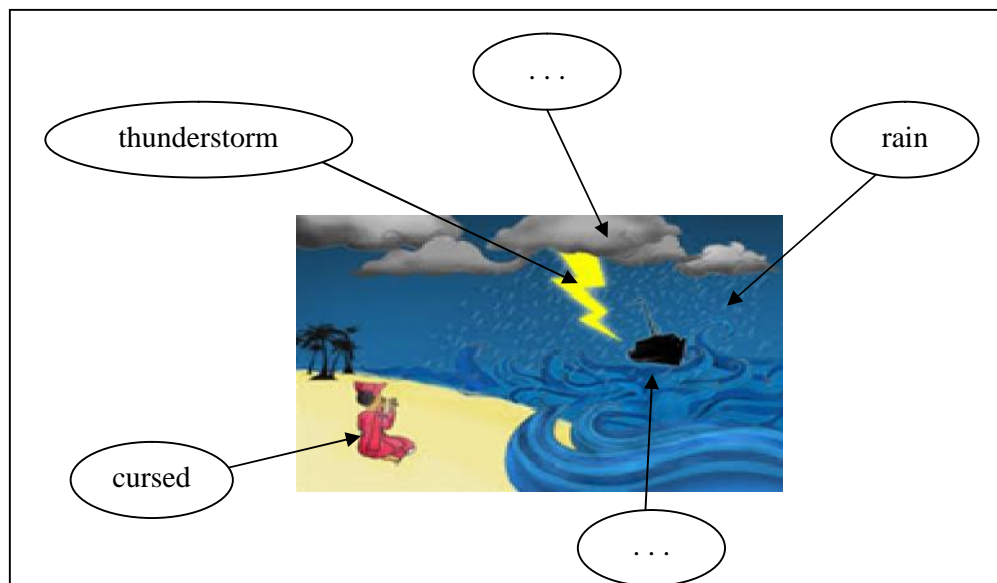 . . .
thunderstorm
rain
cursed
. . .